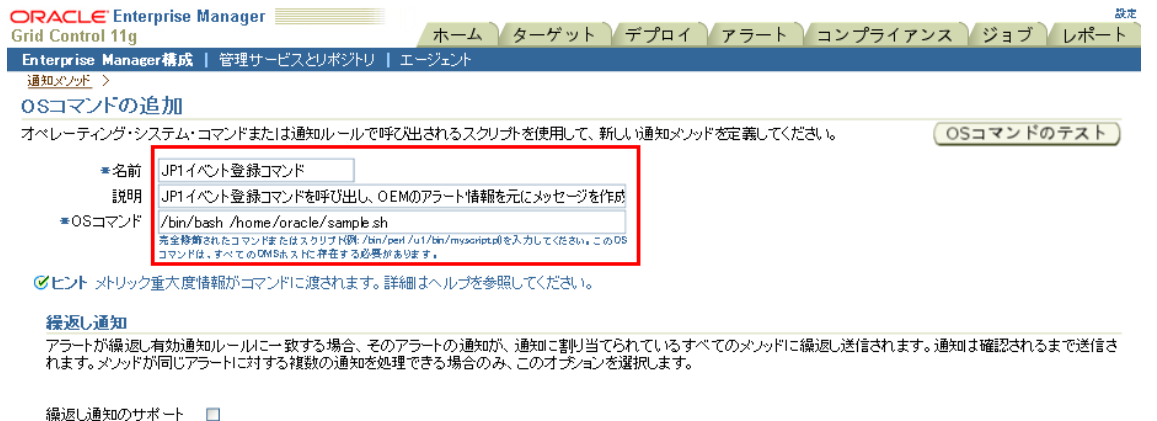 ORACLE Enterprise Manager
Grid Control 11g
設定
ホーム ターゲット デプロイ アラート コンプライアンス ジョブ レポート
Enterprise Manager構成 | 管理サービスとリポジトリ | エージェント
通知メソッド >
OSコマンドの追加
オペレーティング・システム・コマンドまたは通知ルールで呼び出されるスクリプトを使用して、新しい通知メソッドを定義してください。
OSコマンドのテスト
*名前 JP1イベント登録コマンド
説明 JP1イベント登録コマンドを呼び出し、OEMのアラート情報を元にメッセージを作成
*OSコマンド /bin/bash /home/oracle/sample.sh
完全修飾されたコマンドまたはスクリプト(例: /bin/perl /u1/bin/myscript.pl)を入力してください。このOS
コマンドは、すべてのOMSホストに存在する必要があります。
ヒント メトリック重大度情報がコマンドに渡されます。詳細はヘルプを参照してください。
繰返し通知
アラートが繰返し有効通知ルールに一致する場合、そのアラートの通知が、通知に割り当てられているすべてのメソッドに繰返し送信されます。通知は確認されるまで送信さ
れます。メソッドが同じアラートに対する複数の通知を処理できる場合のみ、このオプションを選択します。
繰返し通知のサポート